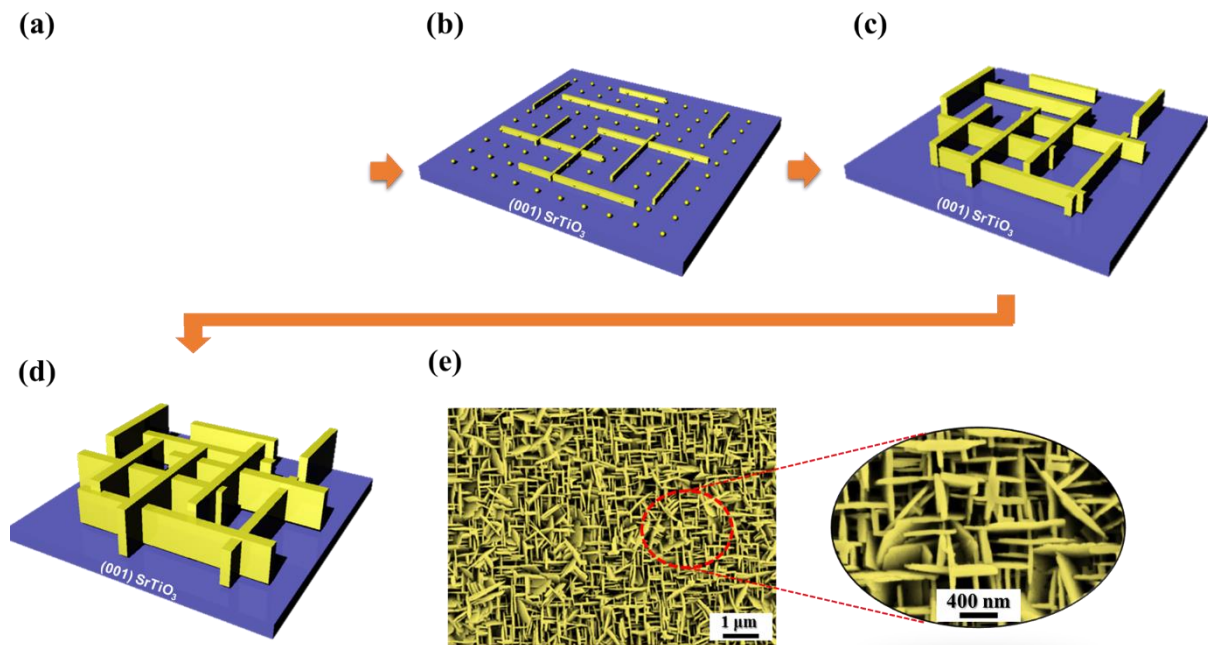 (a)
(b)
(c)
(001) SrTiO₃
(001) SrTiO₃
(d)
(e)
(001) SrTiO₃
1 μm
400 nm